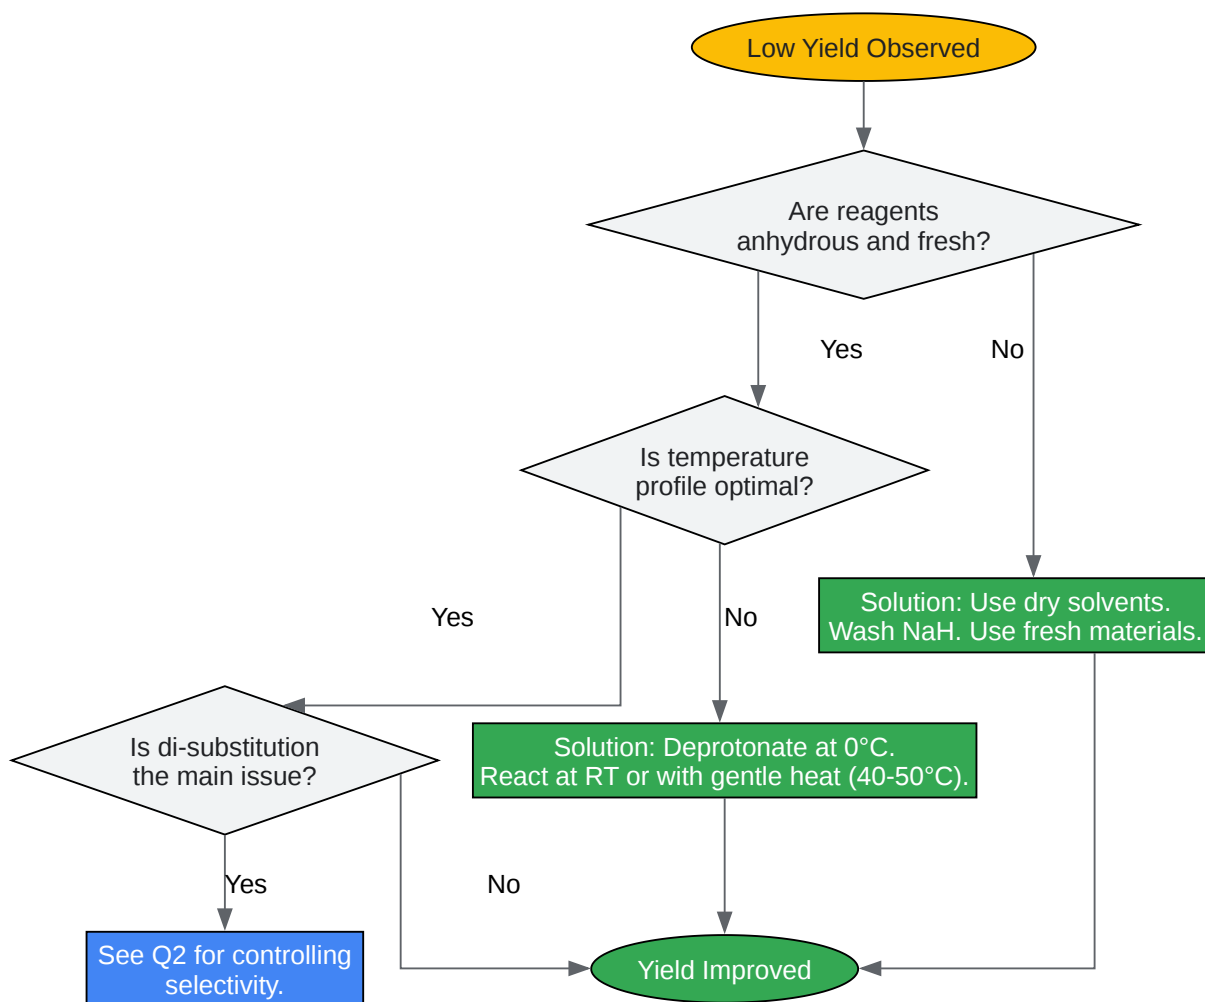 Low Yield Observed
Are reagents
anhydrous and fresh?
Yes
No
Is temperature
profile optimal?
Yes
No
Solution: Use dry solvents.
Wash NaH. Use fresh materials.
Is di-substitution
the main issue?
Solution: Deprotonate at 0°C.
React at RT or with gentle heat (40-50°C).
Yes
No
See Q2 for controlling
selectivity.
Yield Improved